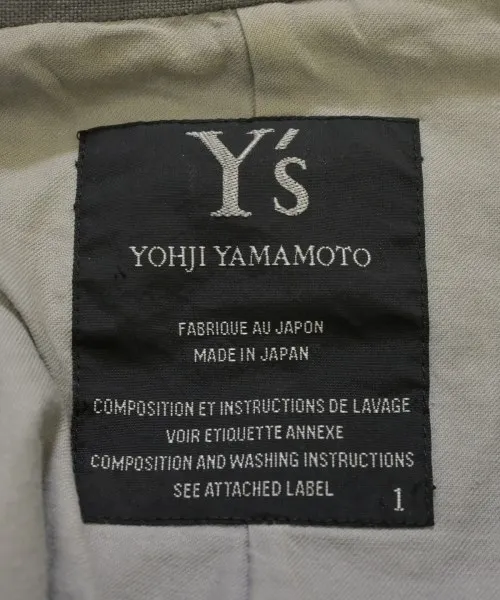 Y's
YOHJI YAMAMOTO
FABRIQUE AU JAPON
MADE IN JAPAN
COMPOSITION ET INSTRUCTIONS DE LAVAGE
VOIR ETIQUETTE ANNEXE
COMPOSITION AND WASHING INSTRUCTIONS
SEE ATTACHED LABEL
1